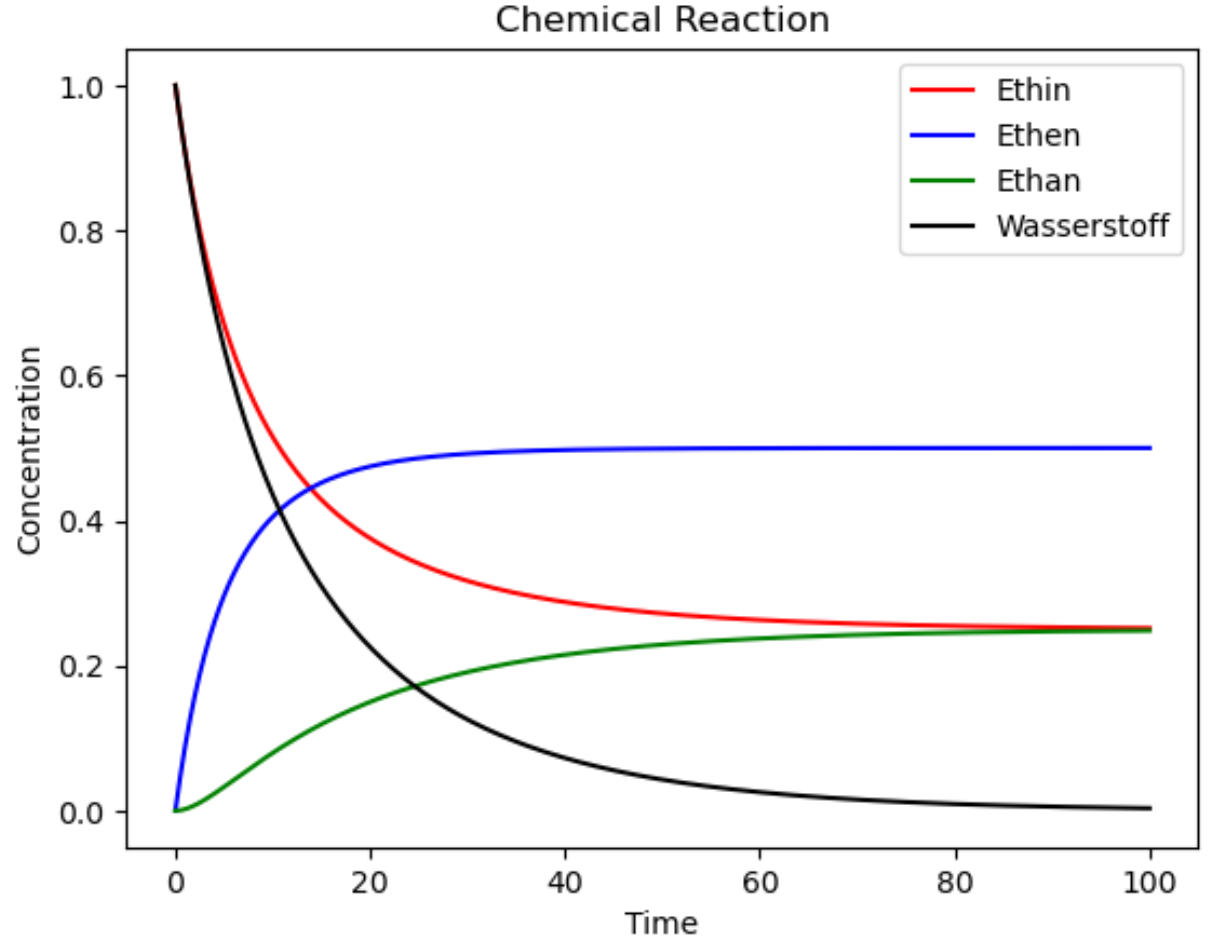 Chemical Reaction
Ethin
Ethen
Ethan
Wasserstoff
Concentration
1.0
0.8
0.6
0.4
0.2
0.0
0 20 40 60 80 100
Time